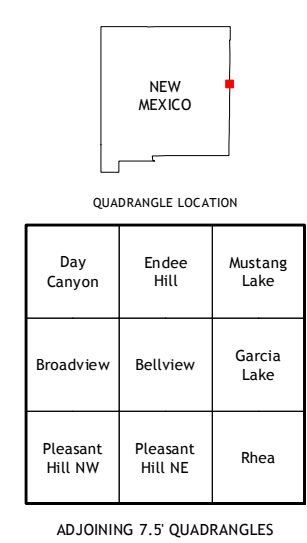 NEW
MEXICO
QUADRANGLE LOCATION
Day
Canyon
Endee
Hill
Mustang
Lake
Broadview
Bellview
Garcia
Lake
Pleasant
Hill NW
Pleasant
Hill NE
Rhea
ADJOINING 7.5' QUADRANGLES